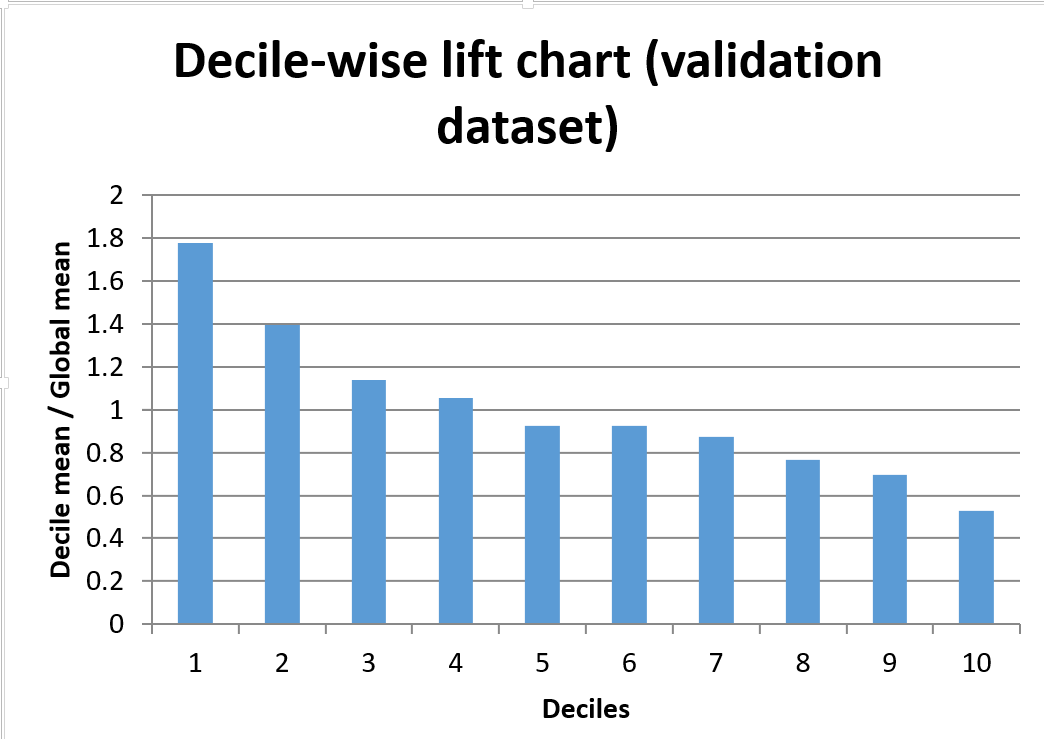 Decile-wise lift chart (validation
dataset)
Decile mean / Global mean
2
1.8
1.6
1.4
1.2
1
0.8
0.6
0.4
0.2
0
1 2 3 4 5 6 7 8 9 10
Deciles